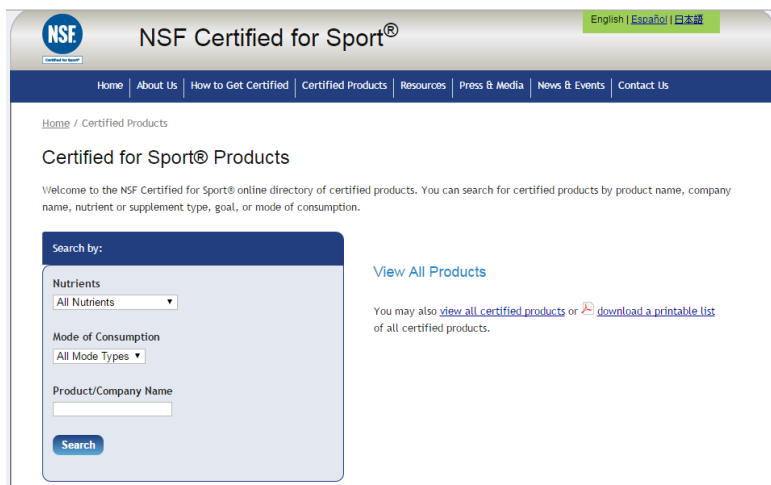 NSF.
Certified for Sport®
NSF Certified for Sport®
English | Español | 日本語
Home | About Us | How to Get Certified | Certified Products | Resources | Press & Media | News & Events | Contact Us
Home / Certified Products
Certified for Sport® Products
Welcome to the NSF Certified for Sport® online directory of certified products. You can search for certified products by product name, company
name, nutrient or supplement type, goal, or mode of consumption.
Search by:
Nutrients
All Nutrients
Mode of Consumption
All Mode Types
Product/Company Name
Search
View All Products
You may also view all certified products or download a printable list
of all certified products.